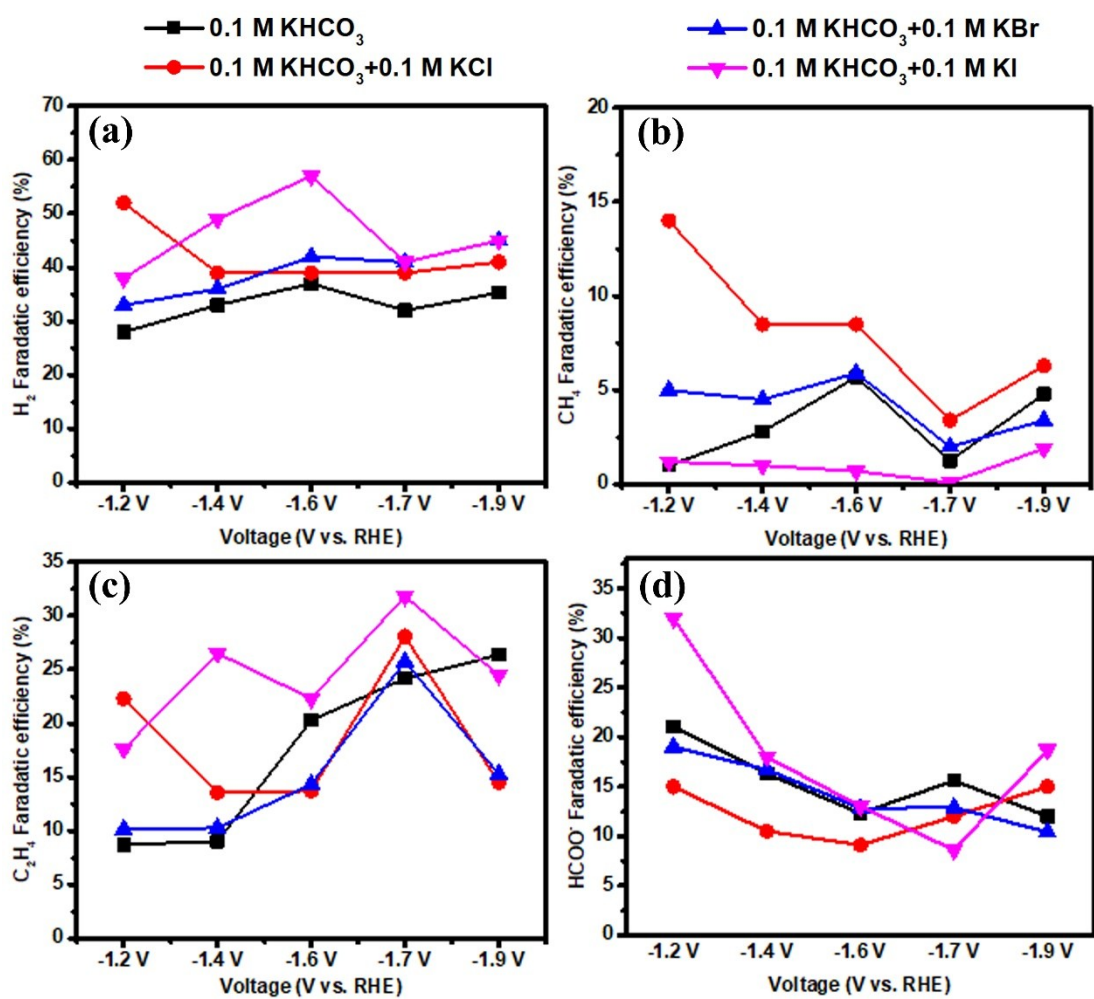 0.1 M KHCO₃
0.1 M KHCO₃+0.1 M KBr
0.1 M KHCO₃+0.1 M KCl
0.1 M KHCO₃+0.1 M KI
(a)
H₂ Faradatic efficiency (%)
70
60
50
40
30
20
10
0
-1.2 V -1.4 V -1.6 V -1.7 V -1.9 V
Voltage (V vs. RHE)
(b)
CH₄ Faradatic efficiency (%)
20
15
10
5
0
-1.2 V -1.4 V -1.6 V -1.7 V -1.9 V
Voltage (V vs. RHE)
(c)
C₂H₄ Faradatic efficiency (%)
35
30
25
20
15
10
5
0
-1.2 V -1.4 V -1.6 V -1.7 V -1.9 V
Voltage (V vs. RHE)
(d)
HCOO⁻ Faradatic efficiency (%)
35
30
25
20
15
10
5
0
-1.2 V -1.4 V -1.6 V -1.7 V -1.9 V
Voltage (V vs. RHE)